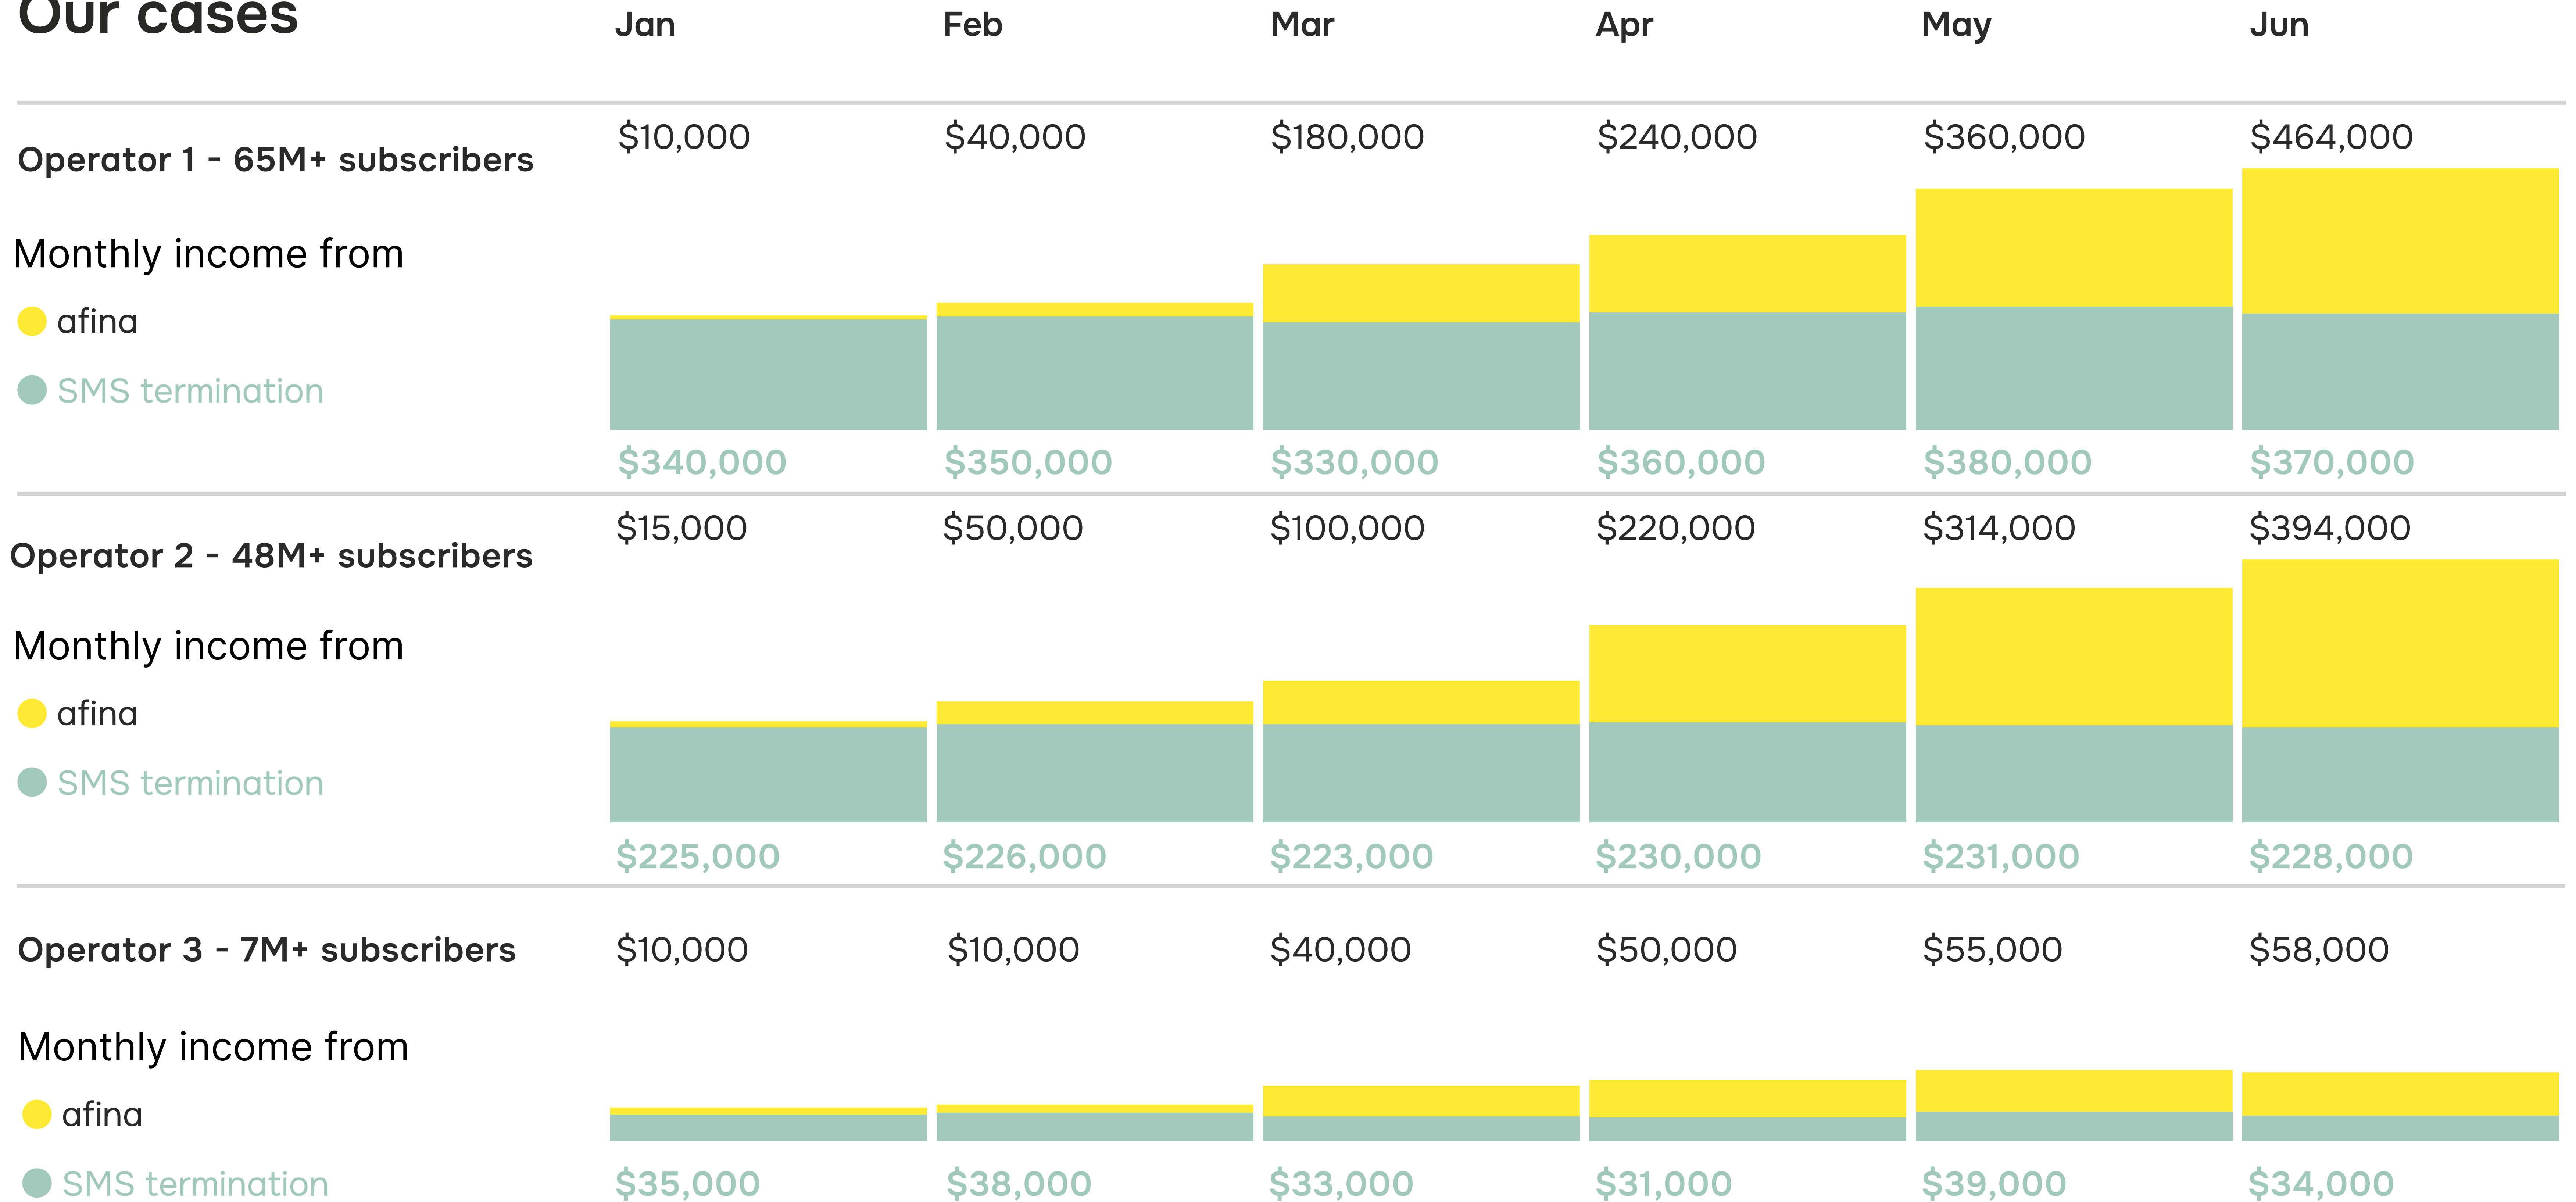 Our cases Jan Feb Mar Apr May Jun
$10,000 $40,000 $180,000 $240,000 $360,000 $464,000
Operator 1 - 65M+ subscribers
Monthly income from
afina
SMS termination
$340,000 $350,000 $330,000 $360,000 $380,000 $370,000
$15,000 $50,000 $100,000 $220,000 $314,000 $394,000
Operator 2 - 48M+ subscribers
Monthly income from
afina
SMS termination
$225,000 $226,000 $223,000 $230,000 $231,000 $228,000
Operator 3 - 7M+ subscribers $10,000 $10,000 $40,000 $50,000 $55,000 $58,000
Monthly income from
afina
SMS termination $35,000 $38,000 $33,000 $31,000 $39,000 $34,000